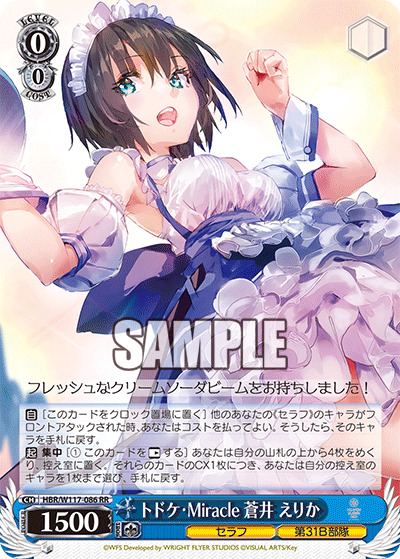 LEVEL
0
0
COST
SAMPLE
フレッシュなクリームソーダビームをお持ちしました!
自［このカードをクロック置場に置く］他のあなたの《セラフ》のキャラが
フロントアタックされた時、あなたはコストを払ってよい。そうしたら、そのキャ
ラを手札に戻す。
起 集中［① このカードを する］あなたは自分の山札の上から4枚をめく
り、控え室に置く。それらのカードのCX1枚につき、あなたは自分の控え室の
キャラを1枚まで選び、手札に戻す。
CH HBR/W117-086 RR
1500
トドケ・Miracle 蒼井 えりか
セラフ
第31B部隊
©WFS Developed by WRIGHT FLYER STUDIOS ©VISUAL ARTS/Key